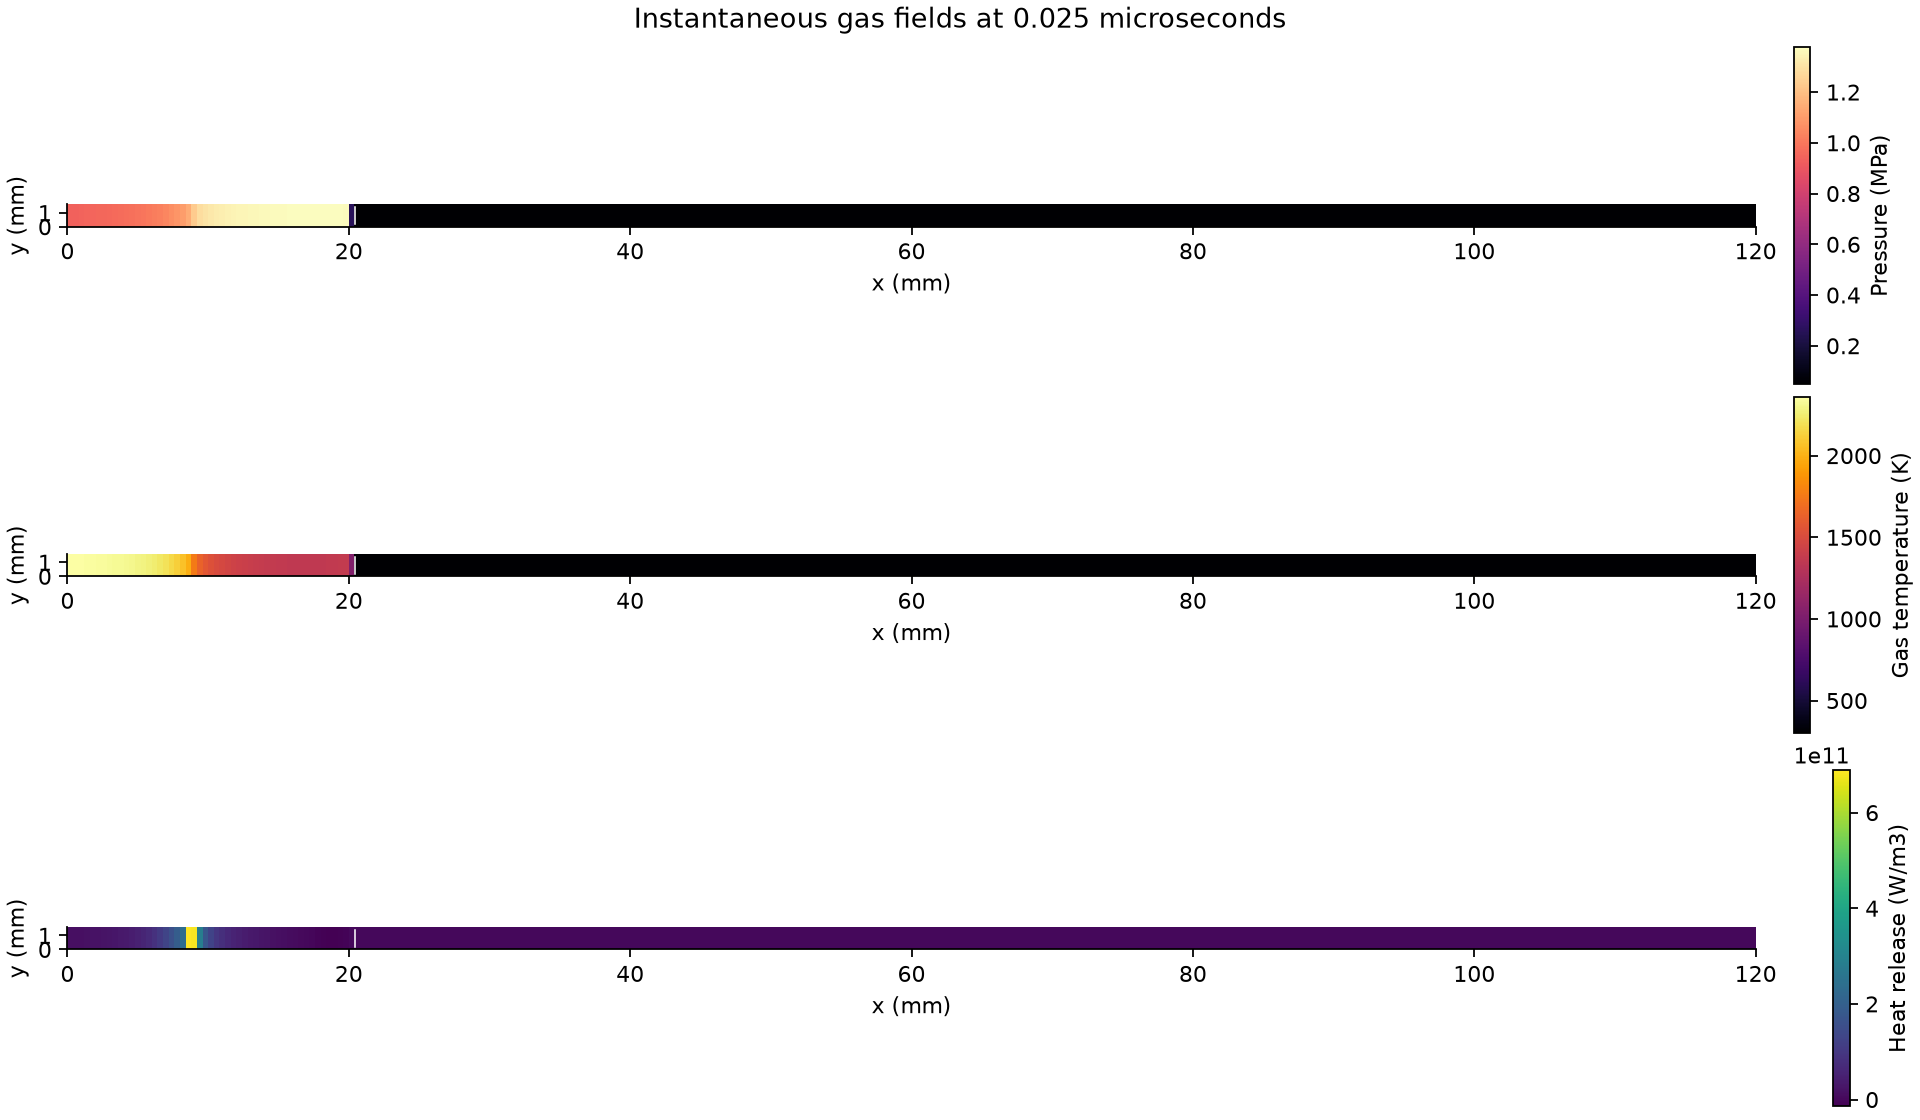 Instantaneous gas fields at 0.025 microseconds
y (mm)
1
0
0 20 40 60 80 100 120
x (mm)
1.2
1.0
0.8
0.6
0.4
0.2
Pressure (MPa)
y (mm)
1
0
0 20 40 60 80 100 120
x (mm)
2000
1500
1000
500
Gas temperature (K)
y (mm)
1
0
0 20 40 60 80 100 120
x (mm)
1e11
6
4
2
0
Heat release (W/m3)